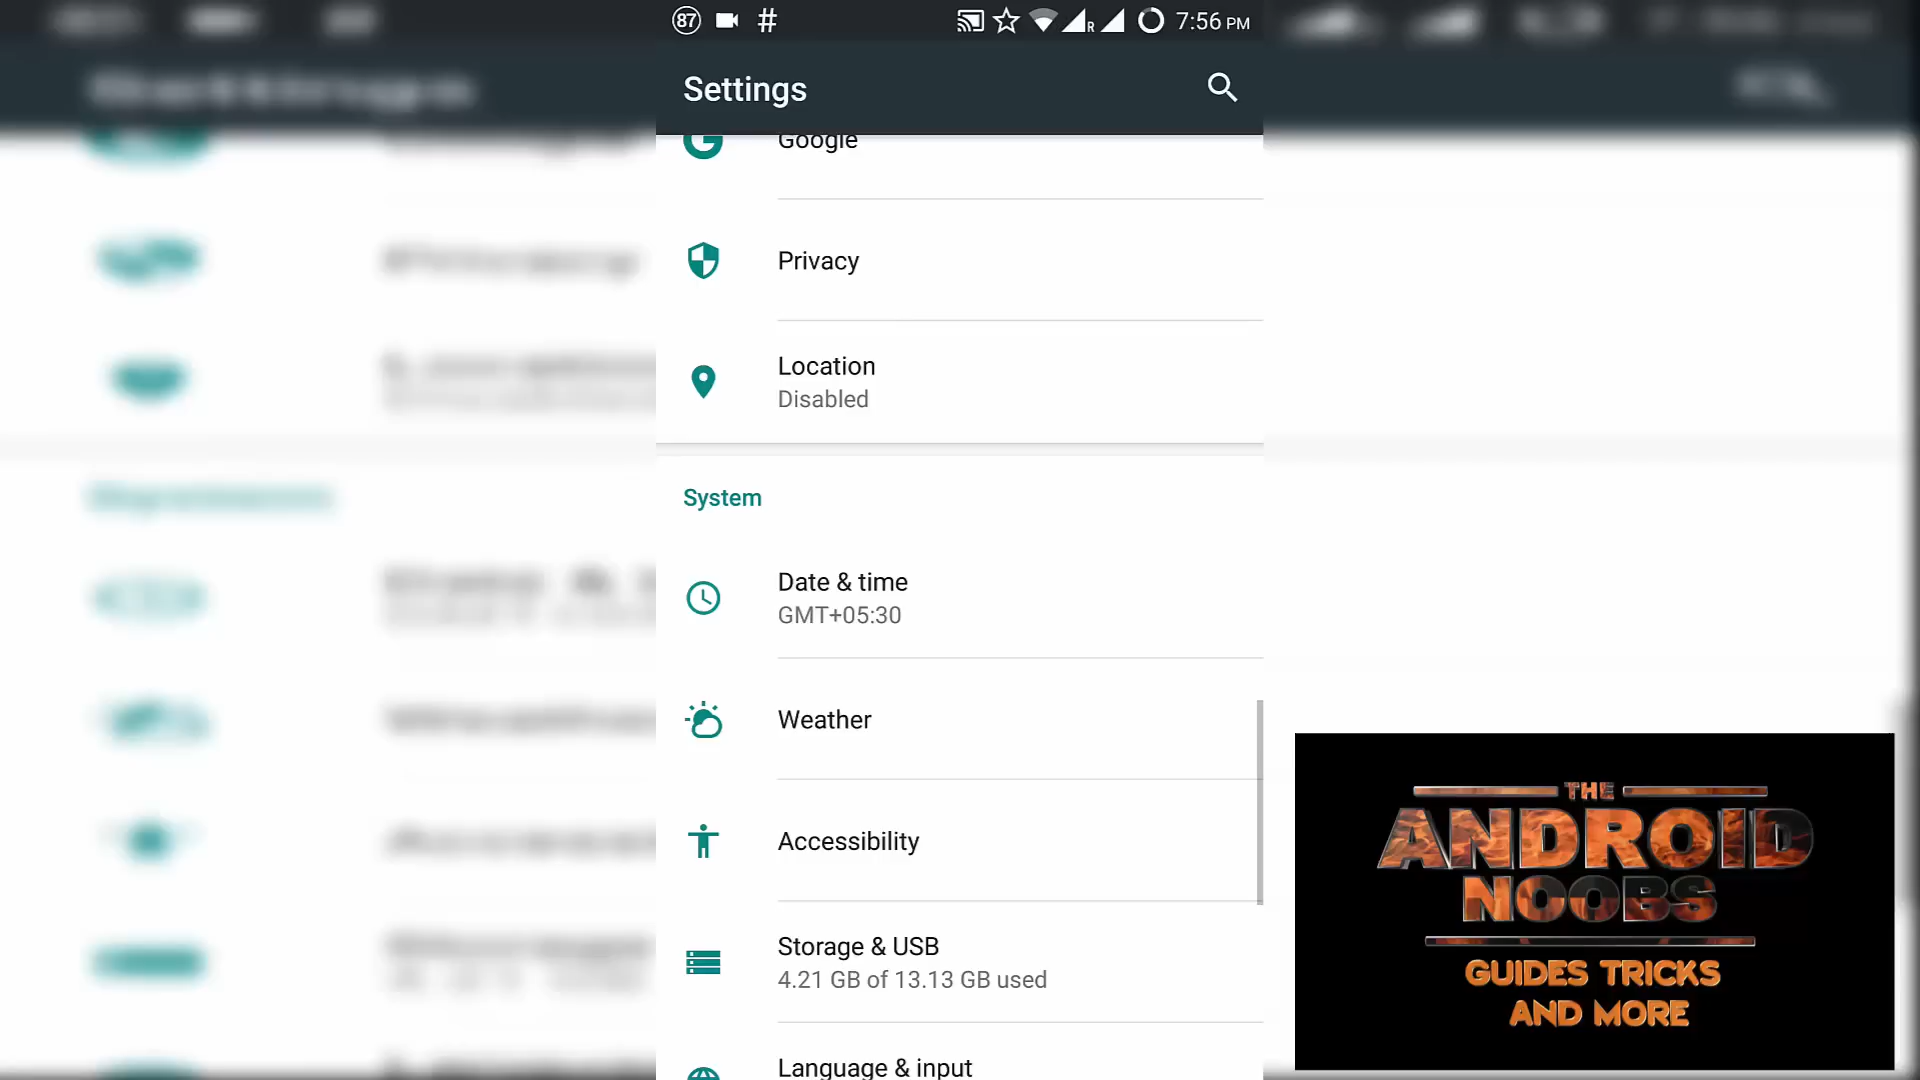 87 # R 7:56 PM
Settings
Google
Privacy
Location
Disabled
System
Date & time
GMT+05:30
Weather
Accessibility
Storage & USB
4.21 GB of 13.13 GB used
Language & input
THE
ANDROID
NOOBS
GUIDES TRICKS
AND MORE